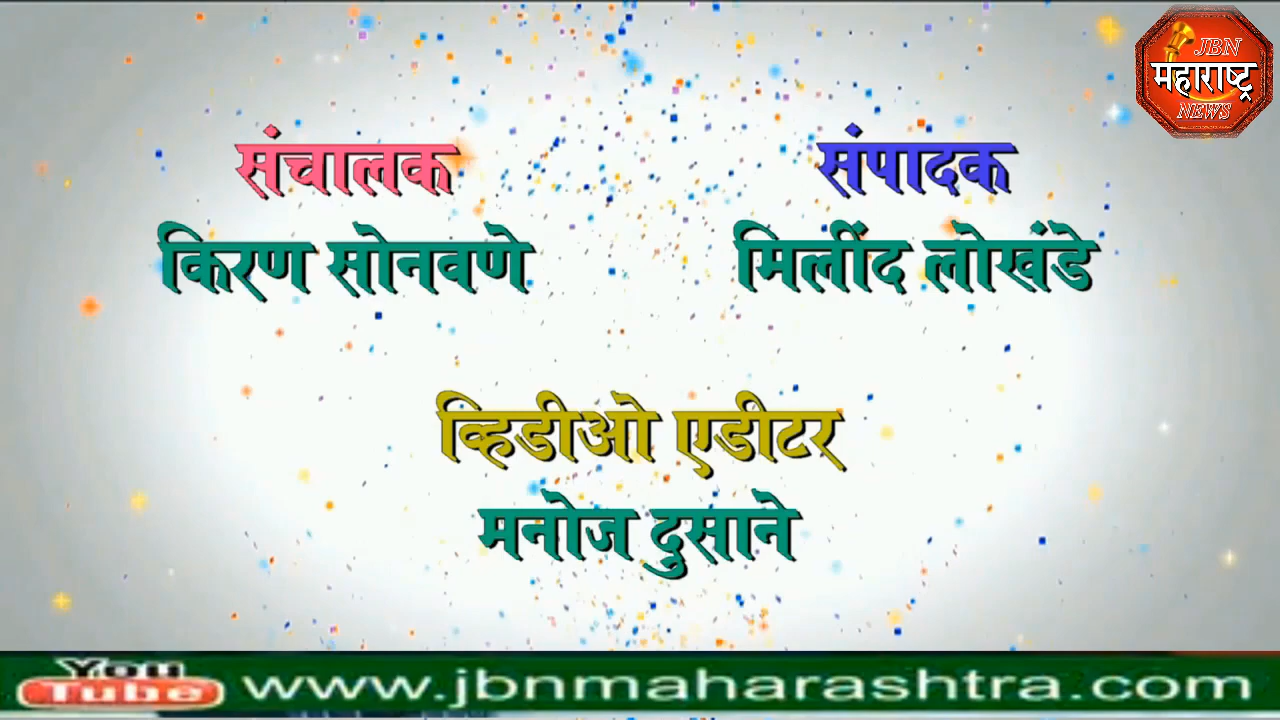 JBN
महाराष्ट्र
NEWS
संचालक
किरण सोनवणे
संपादक
मिलींद लोखंडे
व्हिडीओ एडीटर
मनोज दुसाने
You
Tube
www.jbnmaharashtra.com